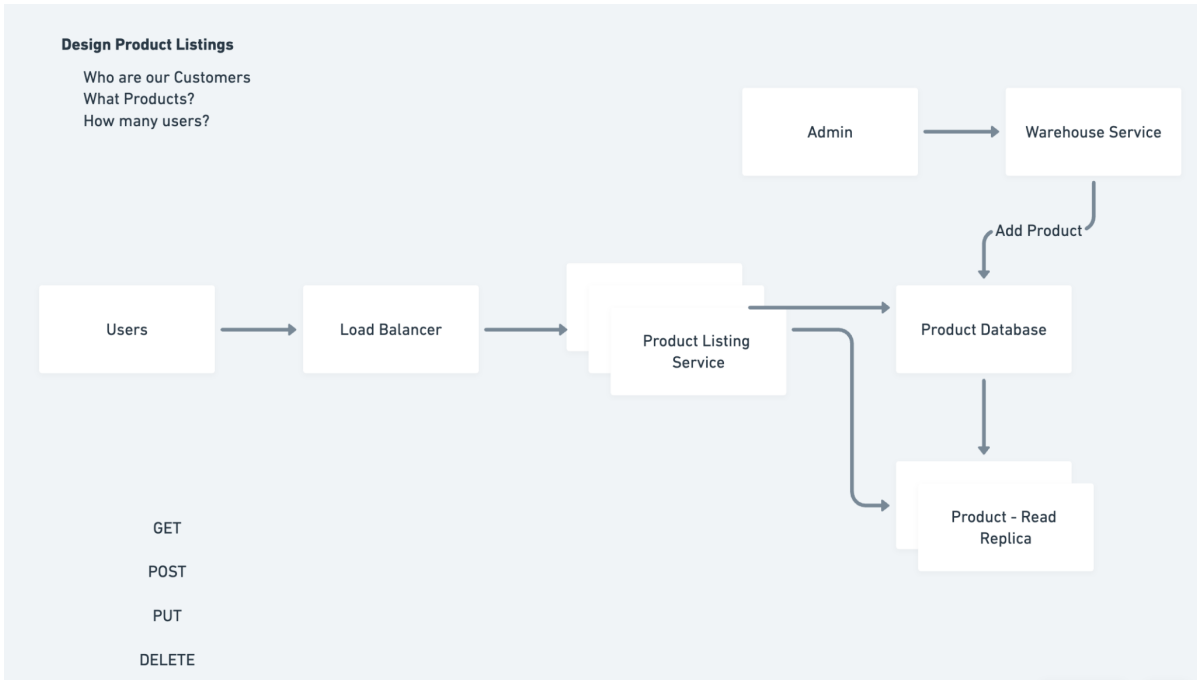 Design Product Listings
Who are our Customers
What Products?
How many users?
Admin
Warehouse Service
Add Product
Users
Load Balancer
Product Listing
Service
Product Database
Product - Read
Replica
GET
POST
PUT
DELETE